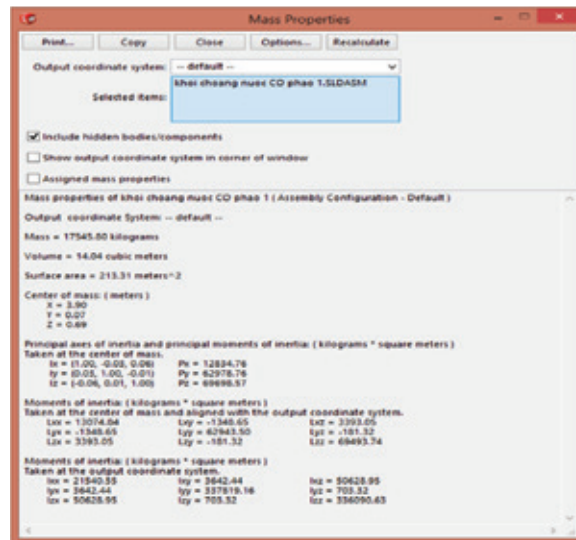 Mass Properties
Print... Copy Close Options... Recalculate
Output coordinate system: -- default --
khoi choang nuoc CO phao 1.SLDASM
Selected items:
Include hidden bodies/components
Show output coordinate system in corner of window
Assigned mass properties
Mass properties of khoi choang nuoc CO phao 1 ( Assembly Configuration - Default )
Output coordinate System: -- default --
Mass = 17545.80 kilograms
Volume = 14.04 cubic meters
Surface area = 213.31 meters^2
Center of mass: ( meters )
X = 3.90
Y = 0.07
Z = 0.69
Principal axes of inertia and principal moments of inertia: ( kilograms * square meters )
Taken at the center of mass.
Ix = (1.00, -0.03, 0.06) Px = 12834.76
Iy = (0.03, 1.00, -0.01) Py = 62978.76
Iz = (-0.06, 0.01, 1.00) Pz = 69698.57
Moments of inertia: ( kilograms * square meters )
Taken at the center of mass and aligned with the output coordinate system.
Lxx = 13074.84 Lxy = -1348.65 Lxz = 3393.05
Lyx = -1348.65 Lyy = 62943.50 Lyz = -181.32
Lzx = 3393.05 Lzy = -181.32 Lzz = 69493.74
Moments of inertia: ( kilograms * square meters )
Taken at the output coordinate system.
Ixx = 21540.55 Ixy = 3642.44 Ixz = 50628.95
Iyx = 3642.44 Iyy = 337819.16 Iyz = 703.32
Izx = 50628.95 Izy = 703.32 Izz = 336090.63